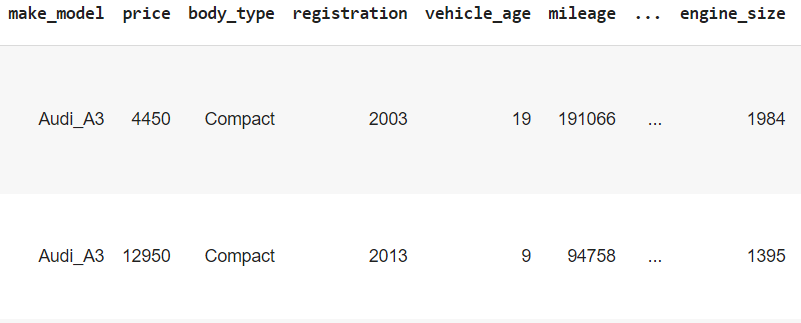 make_model price body_type registration vehicle_age mileage ... engine_size
Audi_A3 4450 Compact 2003 19 191066 ... 1984
Audi_A3 12950 Compact 2013 9 94758 ... 1395